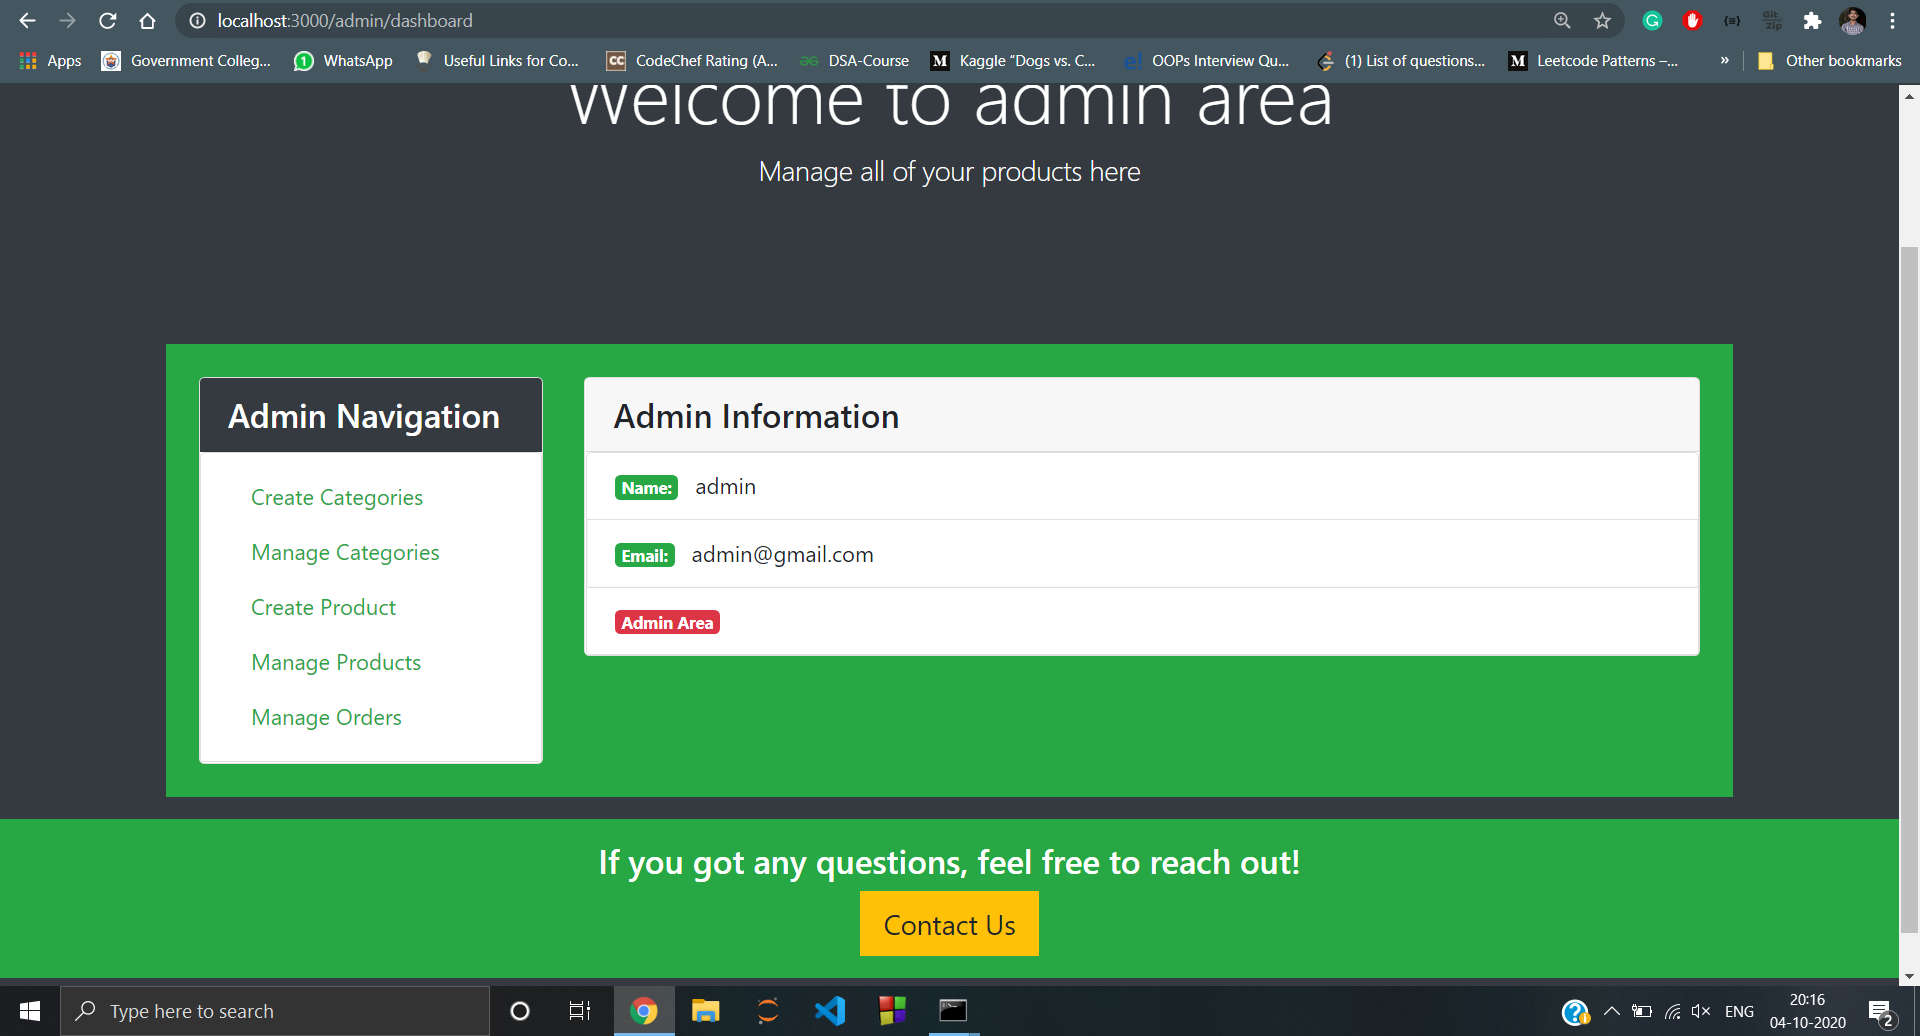 localhost:3000/admin/dashboard
Git Zip
Apps Government Colleg... WhatsApp Useful Links for Co... CC CodeChef Rating (A... DSA-Course M Kaggle “Dogs vs. C... e! OOPs Interview Qu... (1) List of questions... M Leetcode Patterns –... » Other bookmarks
Welcome to admin area
Manage all of your products here
Admin Navigation
Create Categories
Manage Categories
Create Product
Manage Products
Manage Orders
Admin Information
Name: admin
Email: admin@gmail.com
Admin Area
If you got any questions, feel free to reach out!
Contact Us
Type here to search
ENG
20:16
04-10-2020
2